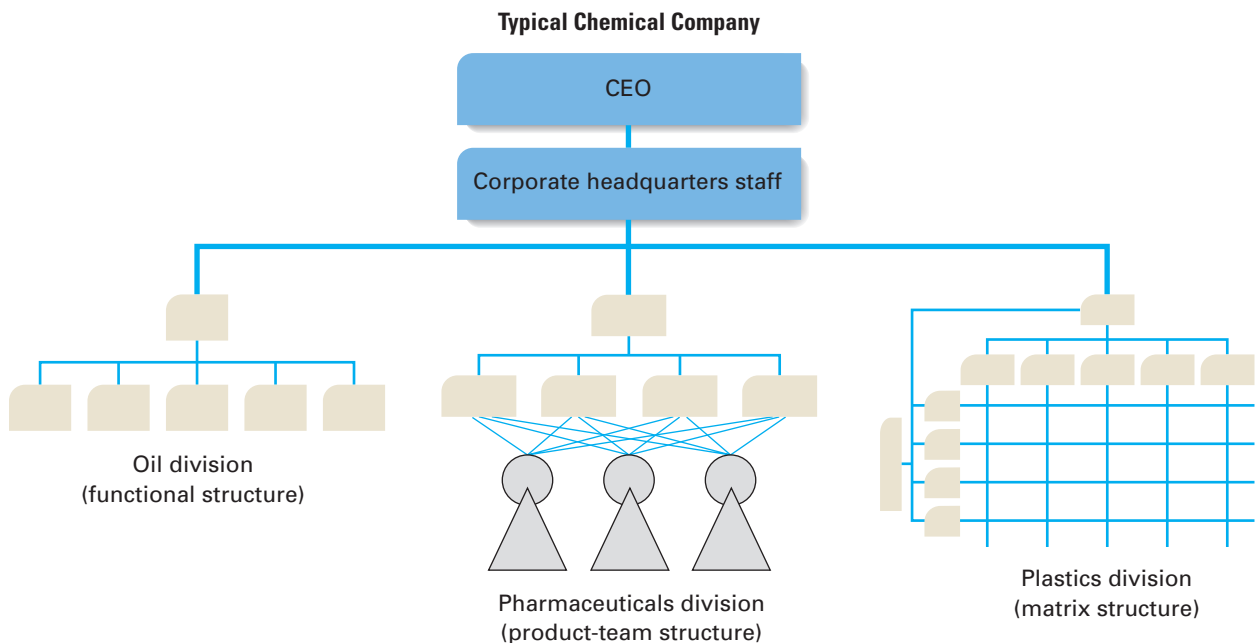 Typical Chemical Company
CEO
Corporate headquarters staff
Oil division
(functional structure)
Pharmaceuticals division
(product-team structure)
Plastics division
(matrix structure)